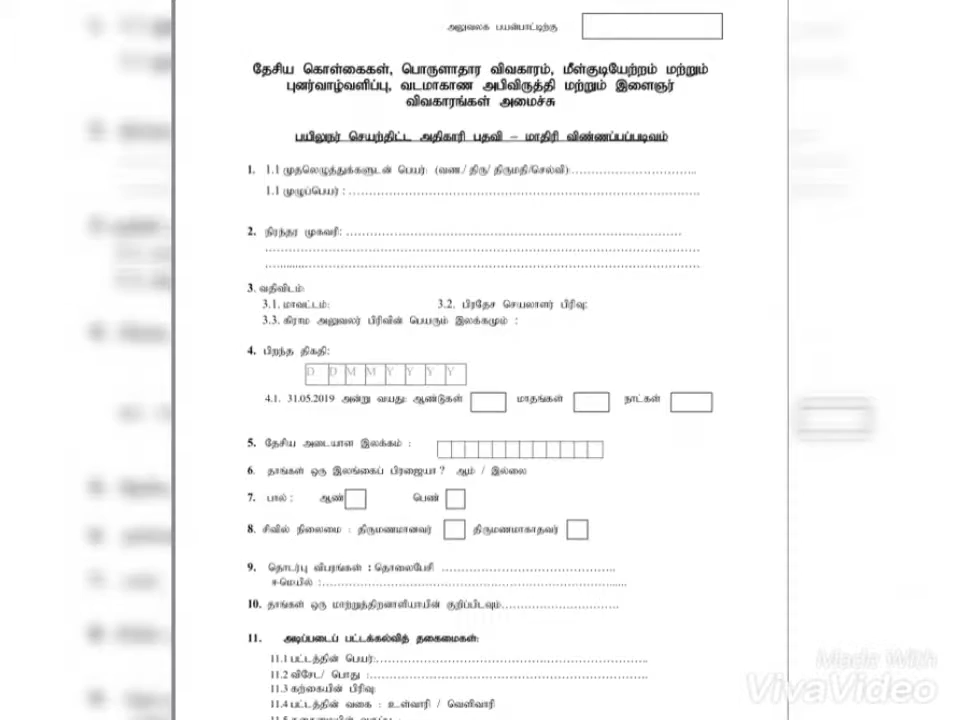 அலுவலக பயன்பாட்டிற்கு
தேசிய கொள்கைகள், பொருளாதார விவகாரம், மீள்குடியேற்றம் மற்றும்
புனர்வாழ்வளிப்பு, வடமாகாண அபிவிருத்தி மற்றும் இளைஞர்
விவகாரங்கள் அமைச்சு
பயிலுநர் செயற்திட்ட அதிகாரி பதவி – மாதிரி விண்ணப்பப்படிவம்
1. 1.1 முதலெழுத்துக்களுடன் பெயர்: (வண./ திரு/ திருமதி/செல்வி):..................................
1.1 முழுப்பெயர் : ..........................................................................................
2. நிரந்தர முகவரி: ..........................................................................................
3. வதிவிடம்:
3.1. மாவட்டம்: 3.2. பிரதேச செயலாளர் பிரிவு:
3.3. கிராம அலுவலர் பிரிவின் பெயரும் இலக்கமும் :
4. பிறந்த திகதி:
D D M M Y Y Y Y
4.1. 31.05.2019 அன்று வயது: ஆண்டுகள் மாதங்கள் நாட்கள்
5. தேசிய அடையாள இலக்கம் :
6. தாங்கள் ஒரு இலங்கைப் பிரஜையா ? ஆம் / இல்லை
7. பால் : ஆண் பெண்
8. சிவில் நிலைமை : திருமணமானவர் திருமணமாகாதவர்
9. தொடர்பு விபரங்கள் : தொலைபேசி ..................................................
ஈ-மெயில் :......................................................................................
10. தாங்கள் ஒரு மாற்றுத்திறனாளியாயின் குறிப்பிடவும்..................................
11. அடிப்படைப் பட்டக்கல்வித் தகைமைகள்:
11.1 பட்டத்தின் பெயர்:..........................................................................
11.2 விசேட/ பொது :..........................................................................
11.3 கற்கையின் பிரிவு:
11.4 பட்டத்தின் வகை : உள்வாரி / வெளிவாரி
Made With
VivaVideo